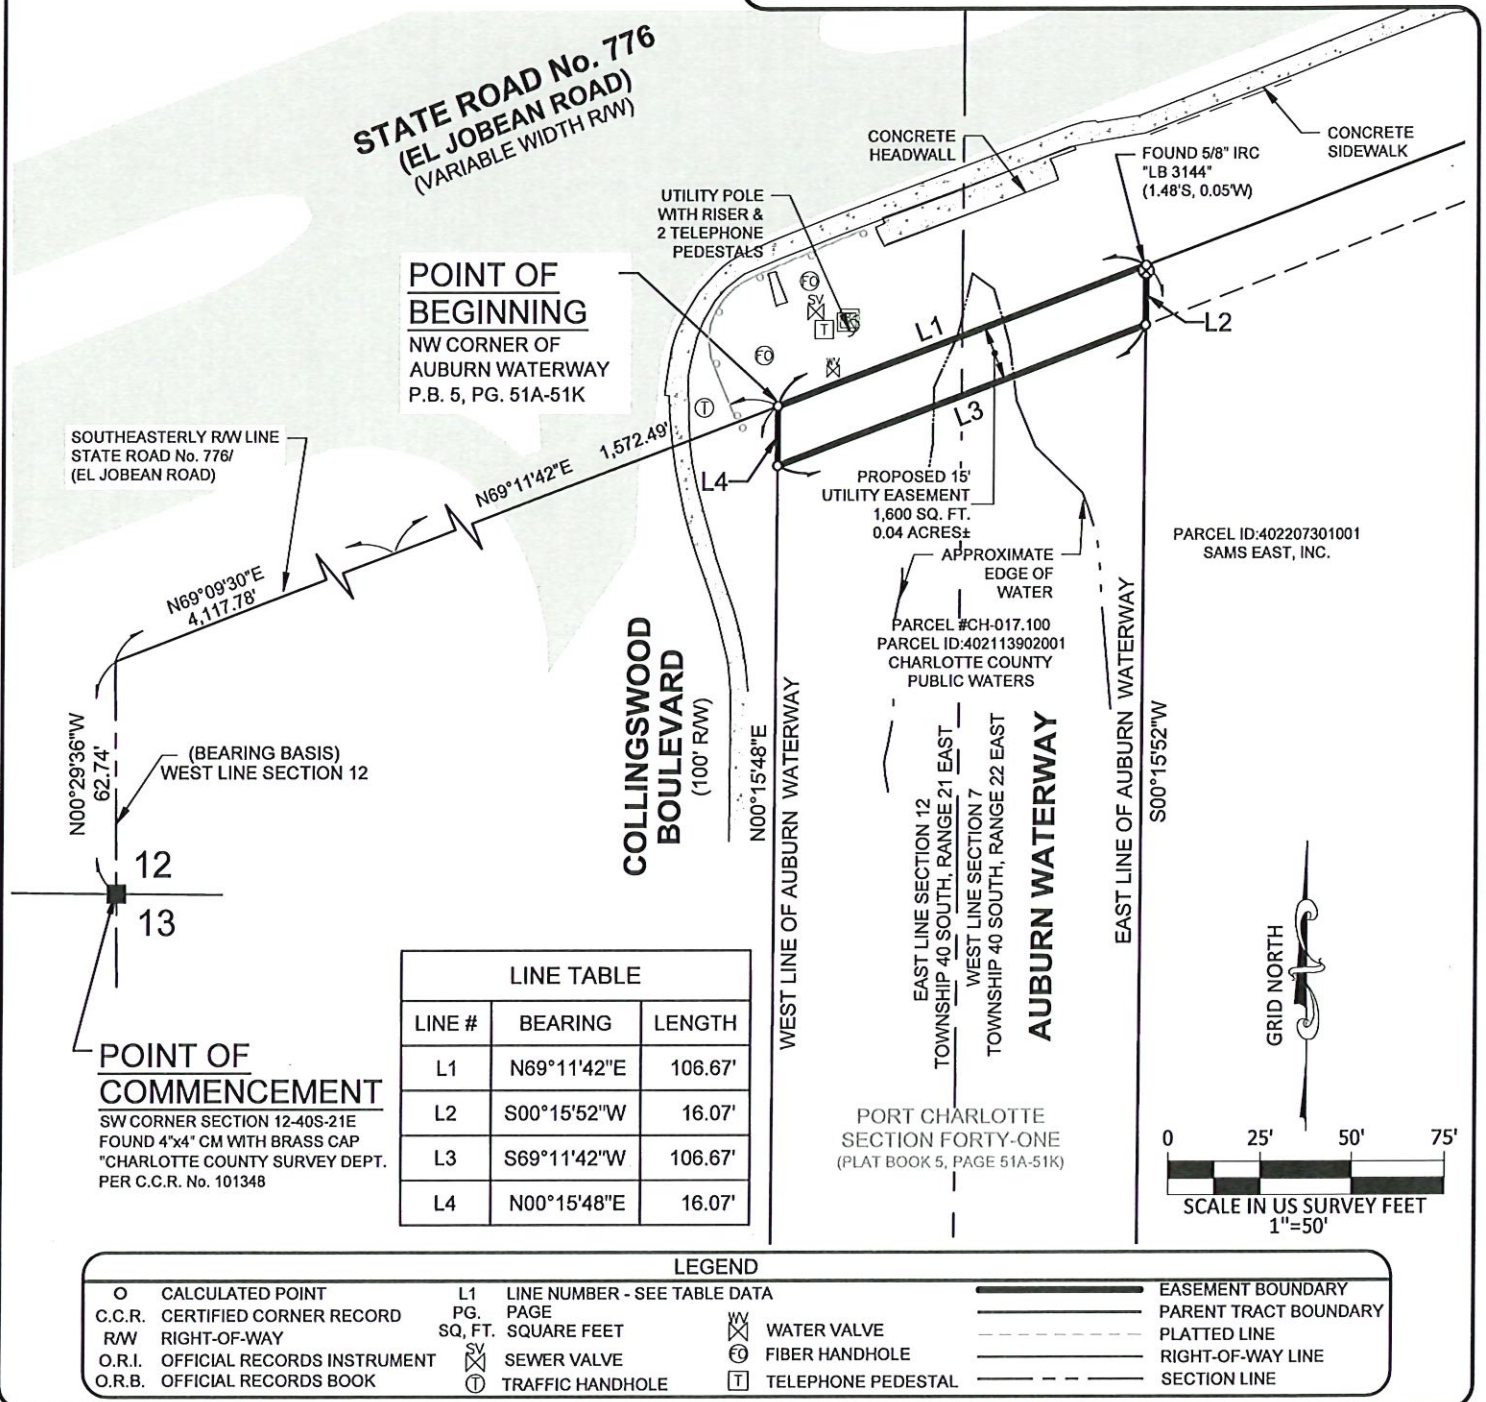 STATE ROAD No. 776
(EL JOBEAN ROAD)
(VARIABLE WIDTH R/W)
CONCRETE
HEADWALL
CONCRETE
SIDEWALK
FOUND 5/8" IRC
"LB 3144"
(1.48'S, 0.05'W)
UTILITY POLE
WITH RISER &
2 TELEPHONE
PEDESTALS
POINT OF
BEGINNING
NW CORNER OF
AUBURN WATERWAY
P.B. 5, PG. 51A-51K
FO
SV
T
FO
WV
T
L1
L2
L3
L4
SOUTHEASTERLY R/W LINE
STATE ROAD No. 776/
(EL JOBEAN ROAD)
N69°11'42"E 1,572.49'
N69°09'30"E
4,117.78'
PROPOSED 15'
UTILITY EASEMENT
1,600 SQ. FT.
0.04 ACRES±
APPROXIMATE
EDGE OF
WATER
PARCEL ID:402207301001
SAMS EAST, INC.
PARCEL #CH-017.100
PARCEL ID:402113902001
CHARLOTTE COUNTY
PUBLIC WATERS
COLLINGSWOOD
BOULEVARD
(100' R/W)
N00°15'48"E
WEST LINE OF AUBURN WATERWAY
EAST LINE SECTION 12
TOWNSHIP 40 SOUTH, RANGE 21 EAST
WEST LINE SECTION 7
TOWNSHIP 40 SOUTH, RANGE 22 EAST
AUBURN WATERWAY
EAST LINE OF AUBURN WATERWAY
S00°15'52"W
N00°29'36"W
62.74'
(BEARING BASIS)
WEST LINE SECTION 12
12
13
POINT OF
COMMENCEMENT
SW CORNER SECTION 12-40S-21E
FOUND 4"x4" CM WITH BRASS CAP
"CHARLOTTE COUNTY SURVEY DEPT.
PER C.C.R. No. 101348
LINE TABLE
LINE # BEARING LENGTH
L1 N69°11'42"E 106.67'
L2 S00°15'52"W 16.07'
L3 S69°11'42"W 106.67'
L4 N00°15'48"E 16.07'
PORT CHARLOTTE
SECTION FORTY-ONE
(PLAT BOOK 5, PAGE 51A-51K)
GRID NORTH
0 25' 50' 75'
SCALE IN US SURVEY FEET
1"=50'
LEGEND
O CALCULATED POINT
C.C.R. CERTIFIED CORNER RECORD
R/W RIGHT-OF-WAY
O.R.I. OFFICIAL RECORDS INSTRUMENT
O.R.B. OFFICIAL RECORDS BOOK
L1 LINE NUMBER - SEE TABLE DATA
PG. PAGE
SQ, FT. SQUARE FEET
SV SEWER VALVE
T TRAFFIC HANDHOLE
WV WATER VALVE
FO FIBER HANDHOLE
T TELEPHONE PEDESTAL
EASEMENT BOUNDARY
PARENT TRACT BOUNDARY
PLATTED LINE
RIGHT-OF-WAY LINE
SECTION LINE